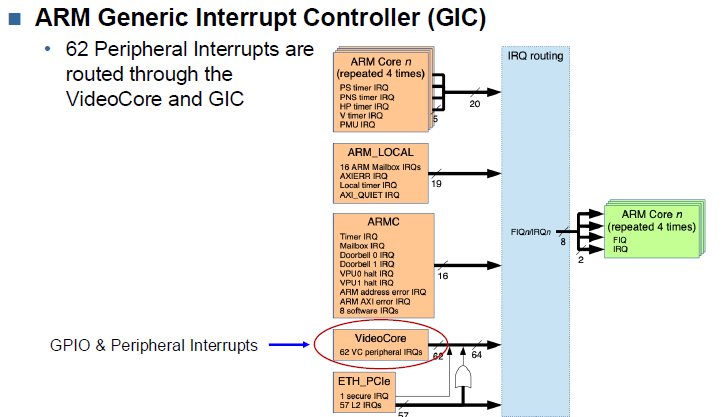 ARM Generic Interrupt Controller (GIC)
• 62 Peripheral Interrupts are
routed through the
VideoCore and GIC
ARM Core n
(repeated 4 times)
PS timer IRQ
PNS timer IRQ
HP timer IRQ
V timer IRQ
PMU IRQ
5
20
IRQ routing
ARM_LOCAL
16 ARM Mailbox IRQs
AXIERR IRQ
Local timer IRQ
AXI_QUIET IRQ
19
ARMC
Timer IRQ
Mailbox IRQ
Doorbell 0 IRQ
Doorbell 1 IRQ
VPU0 halt IRQ
VPU1 halt IRQ
ARM address error IRQ
ARM AXI error IRQ
8 software IRQs
16
FIQn/IRQn
8
2
ARM Core n
(repeated 4 times)
FIQ
IRQ
GPIO & Peripheral Interrupts
VideoCore
62 VC peripheral IRQs
62
64
ETH_PCIe
1 secure IRQ
57 L2 IRQs
57